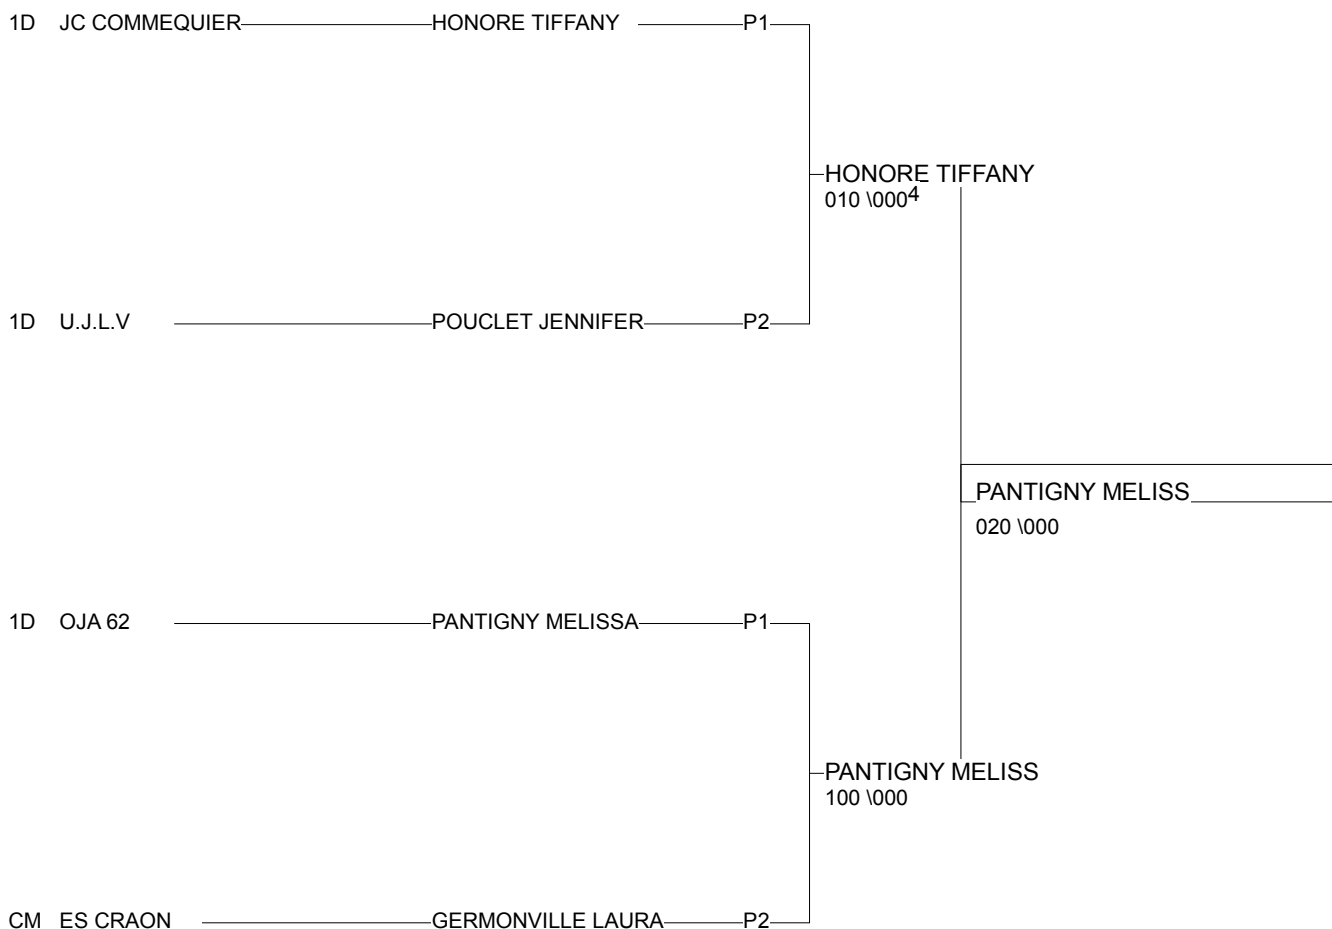 1D JC COMMEQUIER HONORE TIFFANY P1
HONORE TIFFANY
010 \000 4
1D U.J.L.V POUCLET JENNIFER P2
PANTIGNY MELISS
020 \000
1D OJA 62 PANTIGNY MELISSA P1
PANTIGNY MELISS
100 \000
CM ES CRAON GERMONVILLE LAURA P2